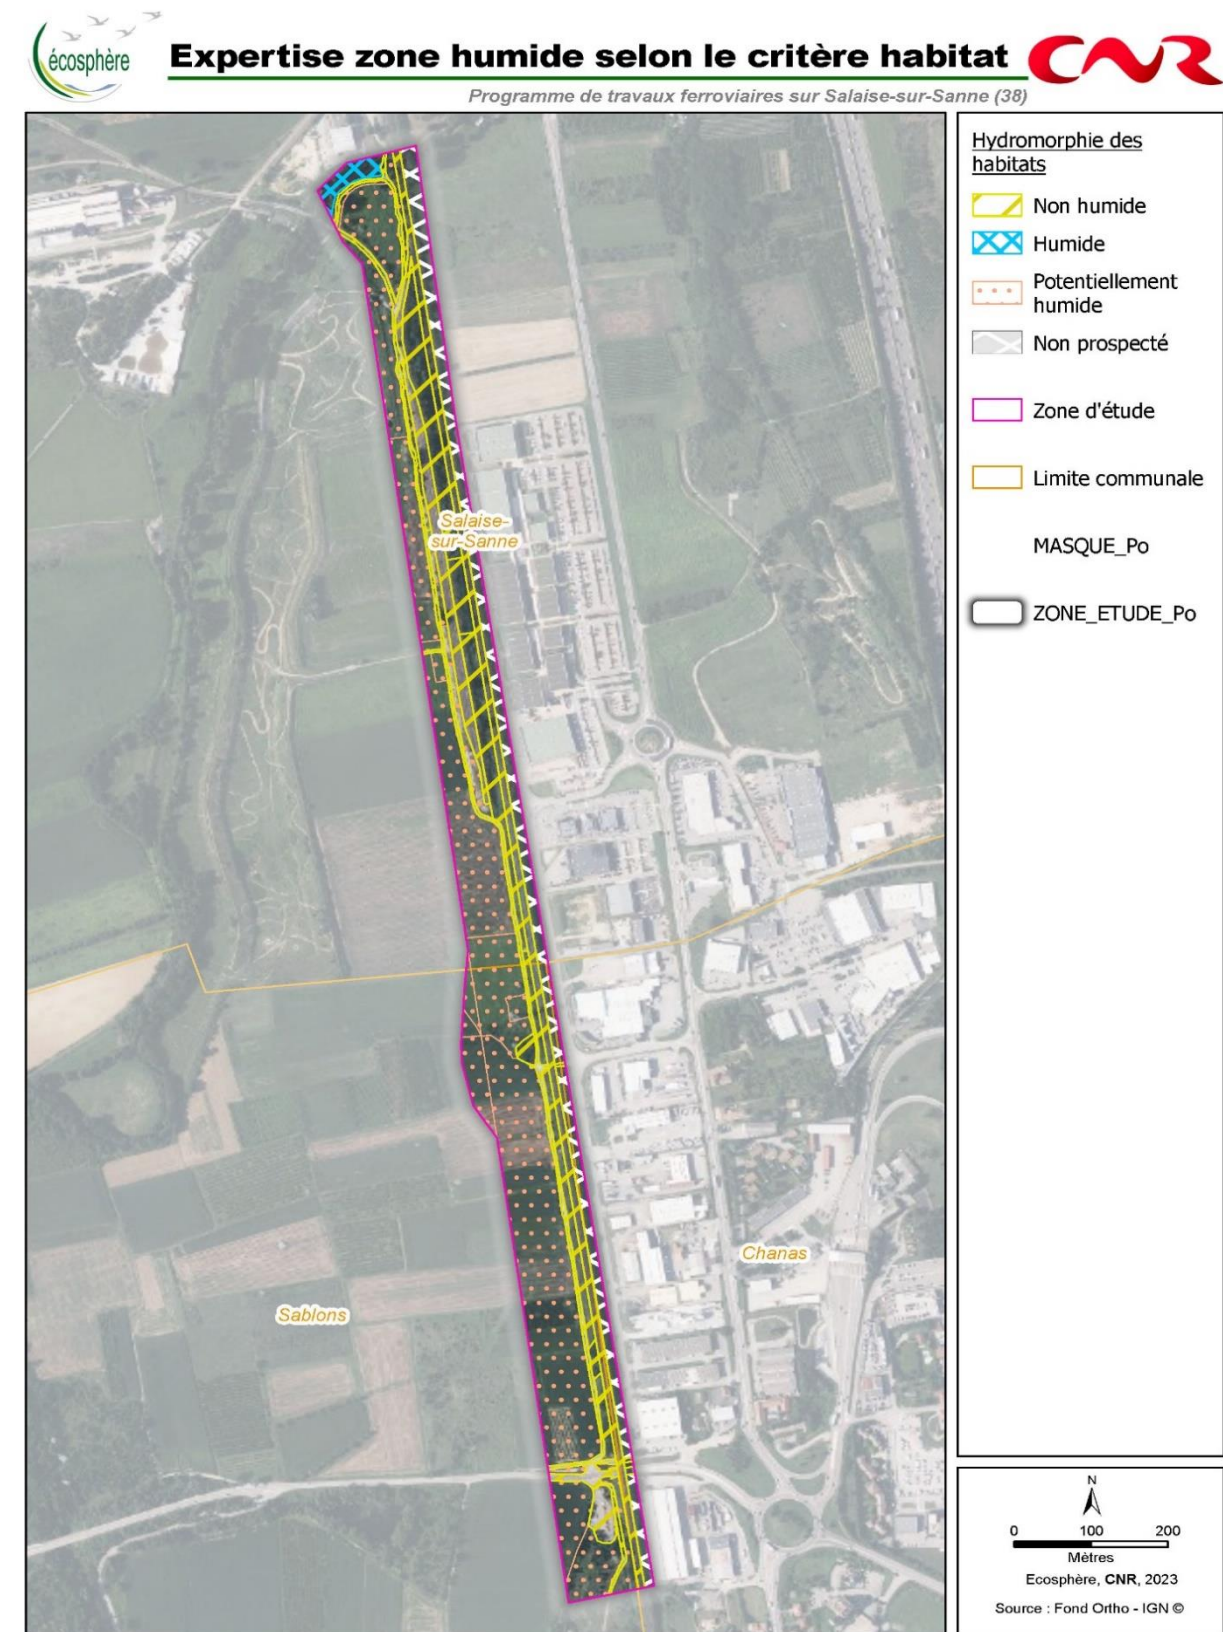 écosphère
Expertise zone humide selon le critère habitat
CNR
Programme de travaux ferroviaires sur Salaise-sur-Sanne (38)
Hydromorphie des
habitats
Non humide
Humide
Potentiellement
humide
Non prospecté
Zone d'étude
Limite communale
MASQUE_Po
ZONE_ETUDE_Po
Salaise-
sur-Sanne
Chanas
Sablons
N
0 100 200
Mètres
Ecosphère, CNR, 2023
Source : Fond Ortho - IGN ©